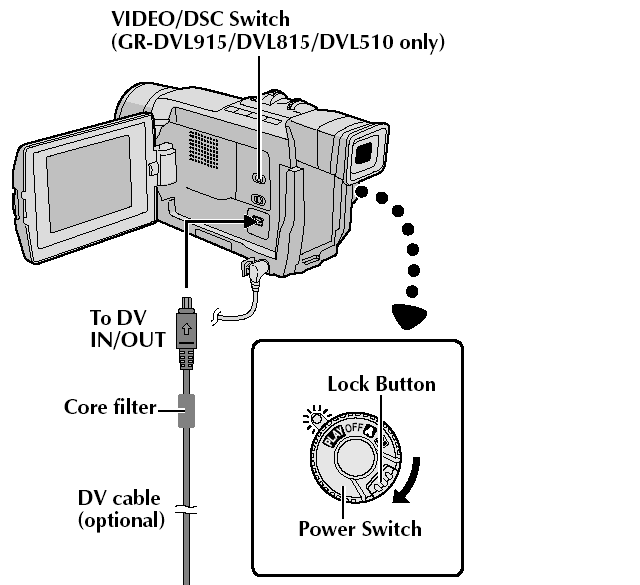 VIDEO/DSC Switch
(GR-DVL915/DVL815/DVL510 only)
To DV
IN/OUT
Core filter
DV cable
(optional)
Lock Button
PLAY OFF A
Power Switch